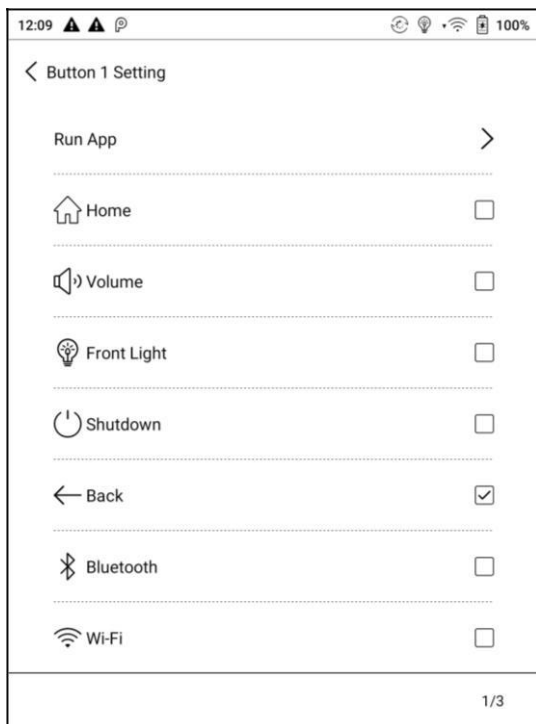 12:09 100%
Button 1 Setting
Run App
Home
Volume
Front Light
Shutdown
Back
Bluetooth
Wi-Fi
1/3